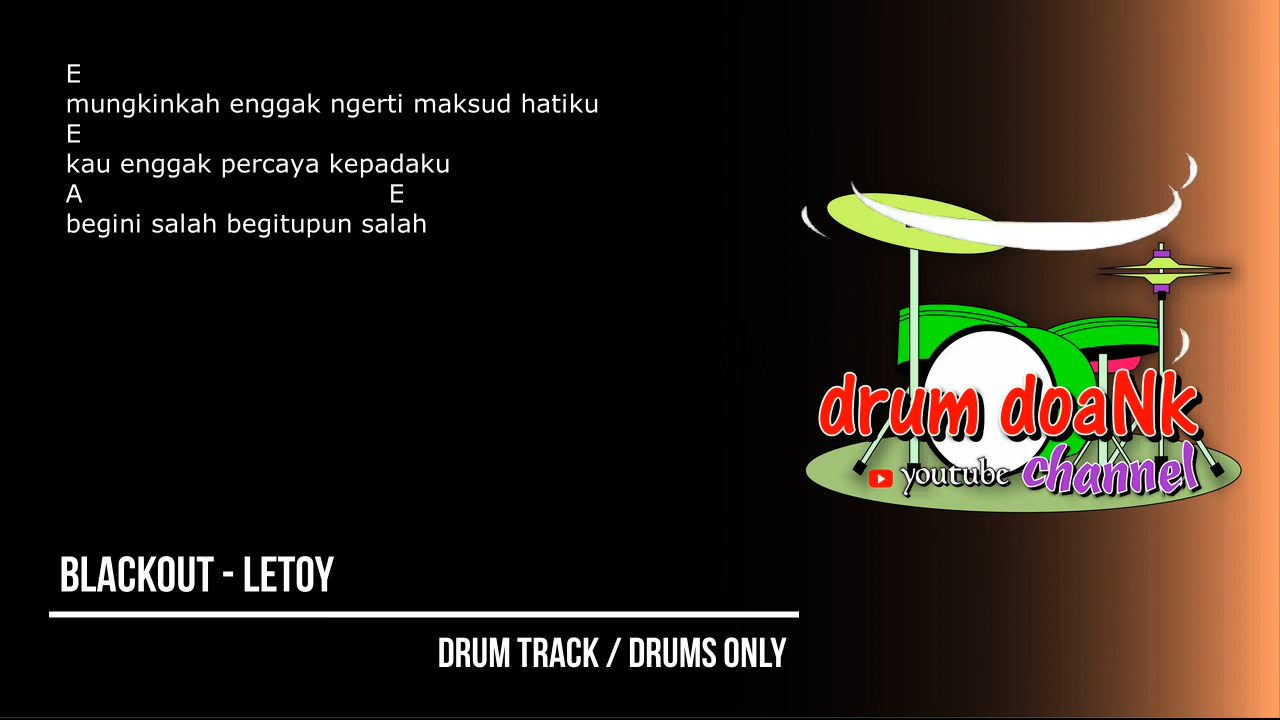 E
mungkinkah enggak ngerti maksud hatiku
E
kau enggak percaya kepadaku
A E
begini salah begitupun salah
drum doaNk
youtube channel
BLACKOUT - LETOY
DRUM TRACK / DRUMS ONLY